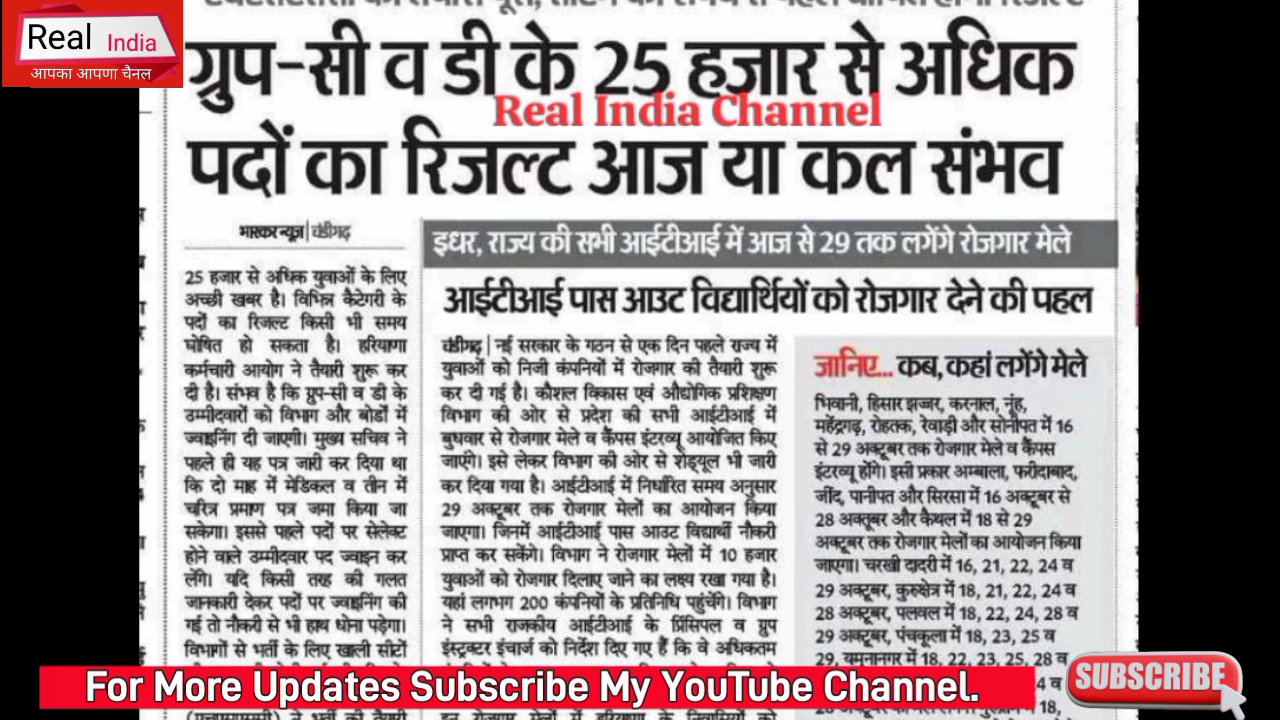 Real India
आपका आपणा चैनल
ग्रुप-सी व डी के 25 हजार से अधिक
Real India Channel
पदों का रिजल्ट आज या कल संभव
भास्कर न्यूज | चंडीगढ़
25 हजार से अधिक युवाओं के लिए
अच्छी खबर है। विभिन्न कैटेगरी के
पदों का रिजल्ट किसी भी समय
घोषित हो सकता है। हरियाणा
कर्मचारी आयोग ने तैयारी शुरू कर
दी है। संभव है कि ग्रुप-सी व डी के
उम्मीदवारों को विभाग और बोर्डों में
ज्वाइनिंग दी जाएगी। मुख्य सचिव ने
पहले ही यह पत्र जारी कर दिया था
कि दो माह में मेडिकल व तीन में
चरित्र प्रमाण पत्र जमा किया जा
सकेगा। इससे पहले पदों पर सेलेक्ट
होने वाले उम्मीदवार पद ज्वाइन कर
लेंगे। यदि किसी तरह की गलत
जानकारी देकर पदों पर ज्वाइनिंग की
गई तो नौकरी से भी हाथ धोना पड़ेगा।
विभागों से भर्ती के लिए खाली सीटों
इधर, राज्य की सभी आईटीआई में आज से 29 तक लगेंगे रोजगार मेले
आईटीआई पास आउट विद्यार्थियों को रोजगार देने की पहल
चंडीगढ़ | नई सरकार के गठन से एक दिन पहले राज्य में
युवाओं को निजी कंपनियों में रोजगार की तैयारी शुरू
कर दी गई है। कौशल विकास एवं औद्योगिक प्रशिक्षण
विभाग की ओर से प्रदेश की सभी आईटीआई में
बुधवार से रोजगार मेले व कैंपस इंटरव्यू आयोजित किए
जाएंगे। इसे लेकर विभाग की ओर से शेड्यूल भी जारी
कर दिया गया है। आईटीआई में निर्धारित समय अनुसार
29 अक्टूबर तक रोजगार मेलों का आयोजन किया
जाएगा। जिनमें आईटीआई पास आउट विद्यार्थी नौकरी
प्राप्त कर सकेंगे। विभाग ने रोजगार मेलों में 10 हजार
युवाओं को रोजगार दिलाए जाने का लक्ष्य रखा गया है।
यहां लगभग 200 कंपनियों के प्रतिनिधि पहुंचेंगे। विभाग
ने सभी राजकीय आईटीआई के प्रिंसिपल व ग्रुप
इंस्ट्रक्टर इंचार्ज को निर्देश दिए गए हैं कि वे अधिकतम
जानिए... कब, कहां लगेंगे मेले
भिवानी, हिसार झज्जर, करनाल, नूंह,
महेंद्रगढ़, रोहतक, रेवाड़ी और सोनीपत में 16
से 29 अक्टूबर तक रोजगार मेले व कैंपस
इंटरव्यू होंगे। इसी प्रकार अम्बाला, फरीदाबाद,
जींद, पानीपत और सिरसा में 16 अक्टूबर से
28 अक्तूबर और कैथल में 18 से 29
अक्टूबर तक रोजगार मेलों का आयोजन किया
जाएगा। चरखी दादरी में 16, 21, 22, 24 व
29 अक्टूबर, कुरुक्षेत्र में 18, 21, 22, 24 व
28 अक्टूबर, पलवल में 18, 22, 24, 28 व
29 अक्टूबर, पंचकूला में 18, 23, 25 व
29, यमुनानगर में 18, 22, 23, 25, 28 व
For More Updates Subscribe My YouTube Channel.
SUBSCRIBE